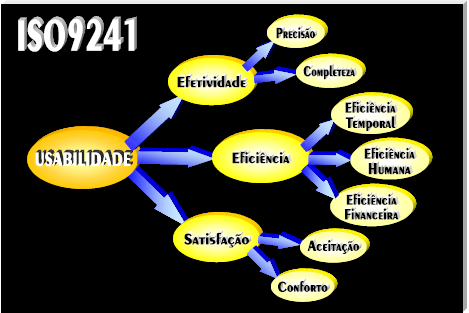 ISO9241
USABILIDADE
Efetividade
Precisão
Completeza
Eficiência
Eficiência
Temporal
Eficiência
Humana
Eficiência
Financeira
Satisfação
Aceitação
Conforto